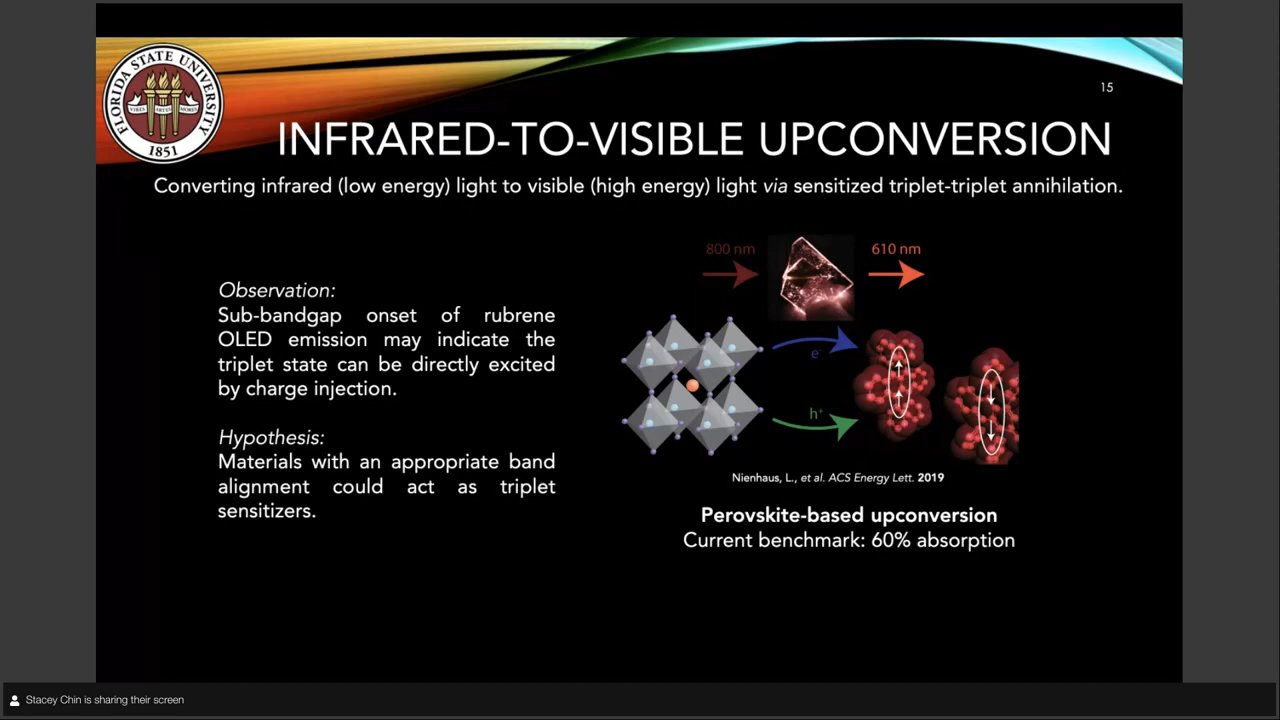 FLORIDA STATE UNIVERSITY
VIRES ARTES MORES
1851
15
INFRARED-TO-VISIBLE UPCONVERSION
Converting infrared (low energy) light to visible (high energy) light via sensitized triplet-triplet annihilation.
Observation:
Sub-bandgap onset of rubrene
OLED emission may indicate the
triplet state can be directly excited
by charge injection.
Hypothesis:
Materials with an appropriate band
alignment could act as triplet
sensitizers.
800 nm
610 nm
e-
h+
Nienhaus, L., et al. ACS Energy Lett. 2019
Perovskite-based upconversion
Current benchmark: 60% absorption
Stacey Chin is sharing their screen